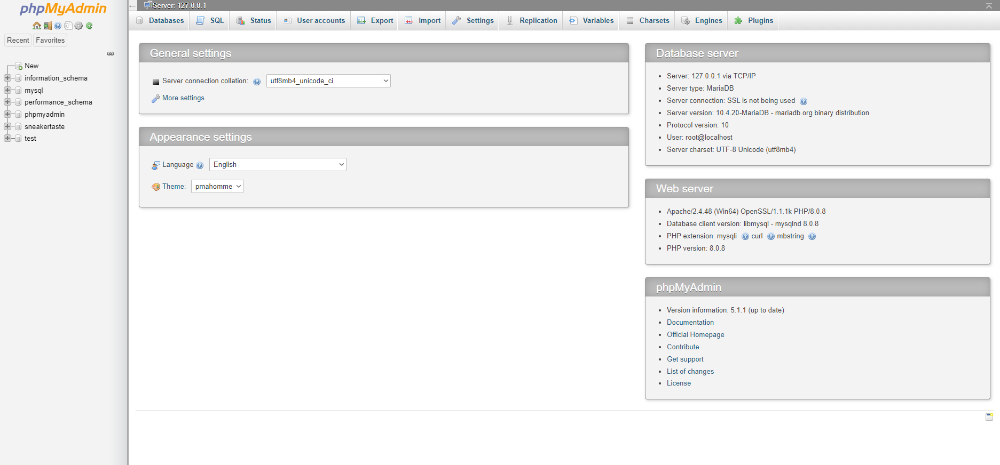 phpMyAdmin
Recent Favorites
New
information_schema
mysql
performance_schema
phpmyadmin
sneakertaste
test
Server: 127.0.0.1
Databases SQL Status User accounts Export Import Settings Replication Variables Charsets Engines Plugins
General settings
Server connection collation: utf8mb4_unicode_ci
More settings
Appearance settings
Language English
Theme: pmahomme
Database server
Server: 127.0.0.1 via TCP/IP
Server type: MariaDB
Server connection: SSL is not being used
Server version: 10.4.20-MariaDB - mariadb.org binary distribution
Protocol version: 10
User: root@localhost
Server charset: UTF-8 Unicode (utf8mb4)
Web server
Apache/2.4.48 (Win64) OpenSSL/1.1.1k PHP/8.0.8
Database client version: libmysql - mysqlnd 8.0.8
PHP extension: mysqli curl mbstring
PHP version: 8.0.8
phpMyAdmin
Version information: 5.1.1 (up to date)
Documentation
Official Homepage
Contribute
Get support
List of changes
License